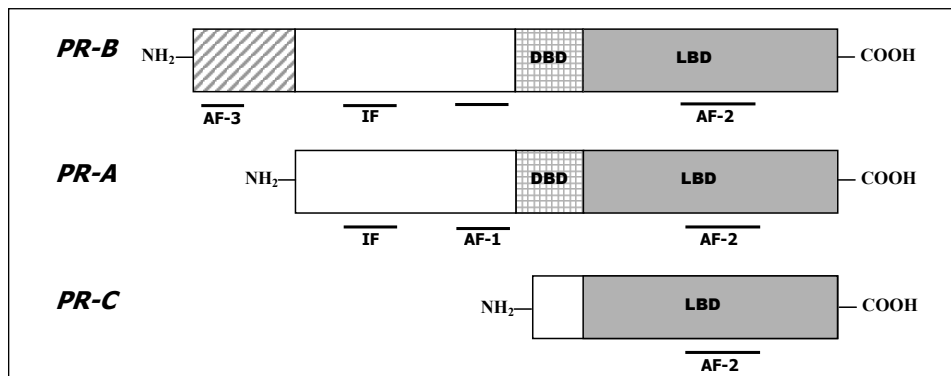 PR-B NH2 DBD LBD COOH
AF-3 IF AF-2
PR-A NH2 DBD LBD COOH
IF AF-1 AF-2
PR-C NH2 LBD COOH
AF-2